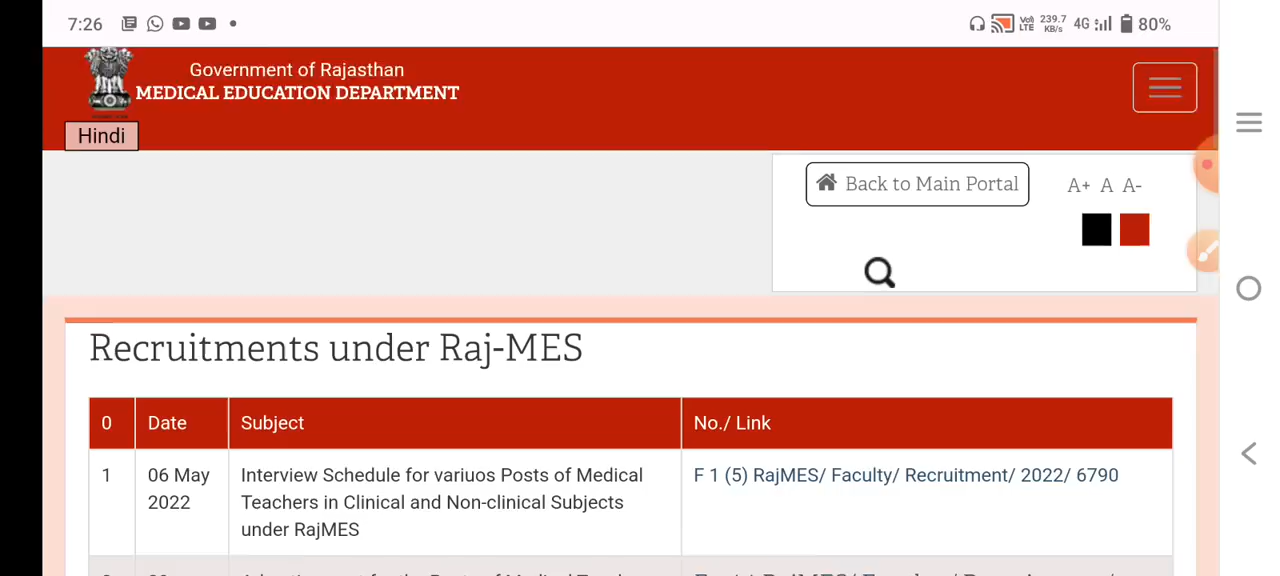 7:26 Vo) LTE 239.7 KB/s 4G 80%
Government of Rajasthan
MEDICAL EDUCATION DEPARTMENT
Hindi
Back to Main Portal A+ A A-
Recruitments under Raj-MES
0 Date Subject No./ Link
1 06 May Interview Schedule for variuos Posts of Medical F 1 (5) RajMES/ Faculty/ Recruitment/ 2022/ 6790
2022 Teachers in Clinical and Non-clinical Subjects
under RajMES